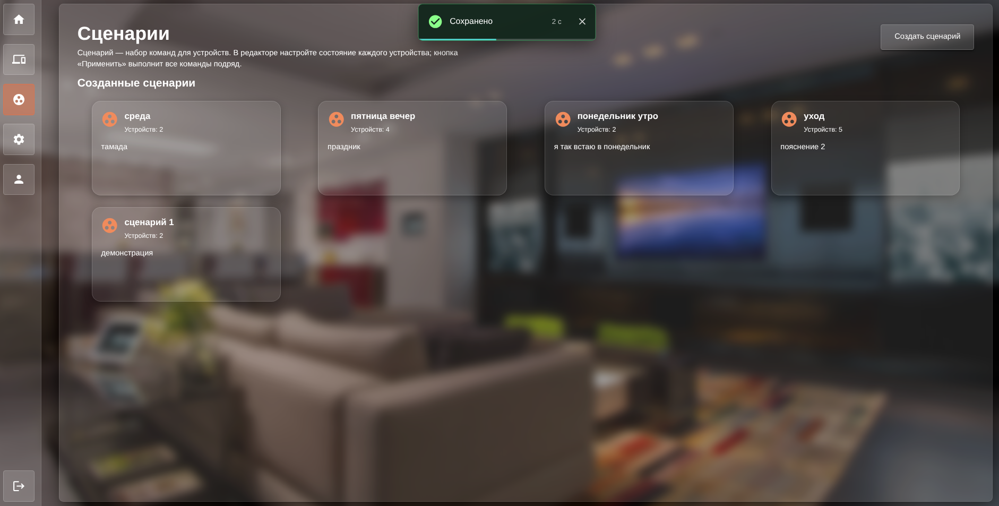 Сохранено
2 с
Сценарии
Создать сценарий
Сценарий — набор команд для устройств. В редакторе настройте состояние каждого устройства; кнопка
«Применить» выполнит все команды подряд.
Созданные сценарии
среда
Устройств: 2
тамада
пятница вечер
Устройств: 4
праздник
понедельник утро
Устройств: 2
я так встаю в понедельник
уход
Устройств: 5
пояснение 2
сценарий 1
Устройств: 2
демонстрация